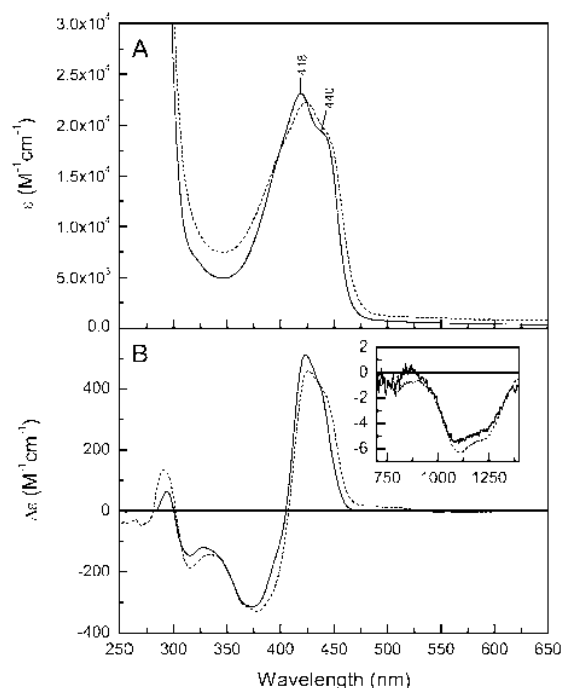 A
418
440
3.0x10⁴
2.5x10⁴
2.0x10⁴
1.5x10⁴
1.0x10⁴
5.0x10³
0.0
ε (M⁻¹cm⁻¹)
B
400
200
0
-200
-400
Δε (M⁻¹cm⁻¹)
2
0
-2
-4
-6
750 1000 1250
250 300 350 400 450 500 550 600 650
Wavelength (nm)